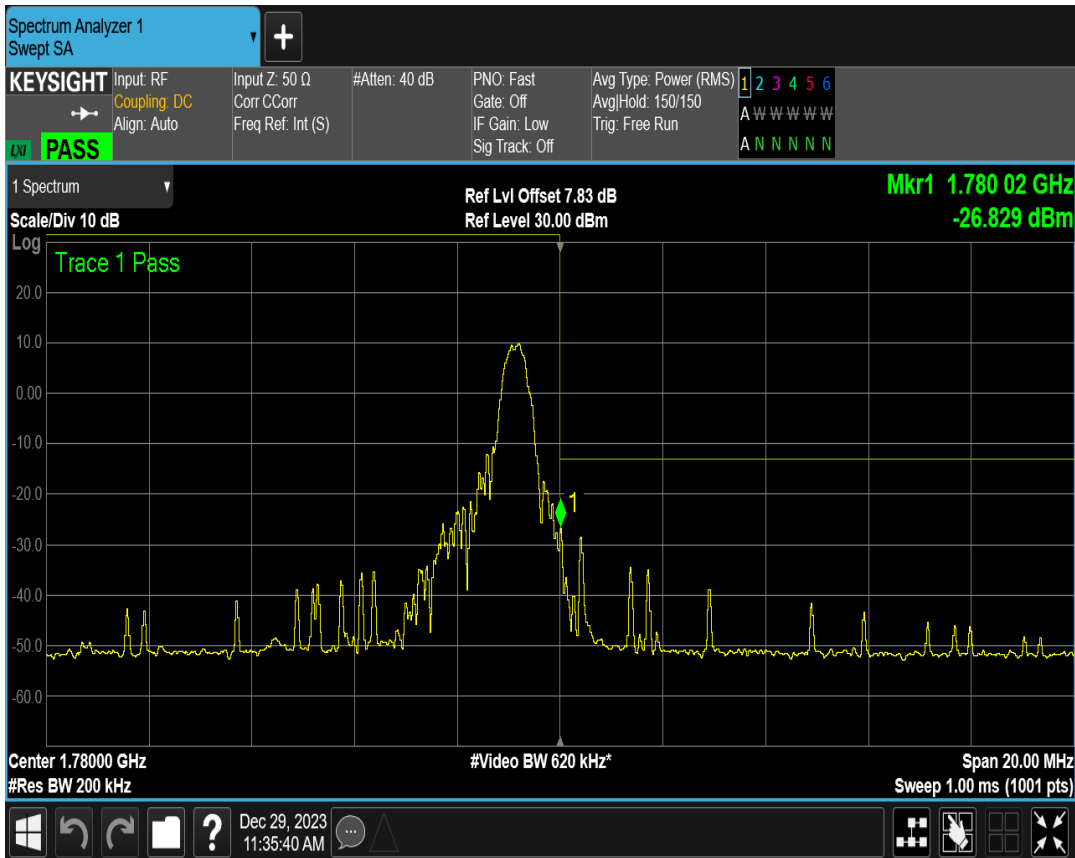 Spectrum Analyzer 1
Swept SA
+
KEYSIGHT
LXI
PASS
Input: RF
Coupling: DC
Align: Auto
Input Z: 50 Ω
Corr CCorr
Freq Ref: Int (S)
#Atten: 40 dB
PNO: Fast
Gate: Off
IF Gain: Low
Sig Track: Off
Avg Type: Power (RMS)
Avg|Hold: 150/150
Trig: Free Run
1 2 3 4 5 6
A W W W W W
A N N N N N
1 Spectrum
Scale/Div 10 dB
Ref Lvl Offset 7.83 dB
Ref Level 30.00 dBm
Mkr1 1.780 02 GHz
-26.829 dBm
Log
Trace 1 Pass
20.0
10.0
0.00
-10.0
-20.0
-30.0
-40.0
-50.0
-60.0
1
Center 1.78000 GHz
#Res BW 200 kHz
#Video BW 620 kHz*
Span 20.00 MHz
Sweep 1.00 ms (1001 pts)
?
Dec 29, 2023
11:35:40 AM